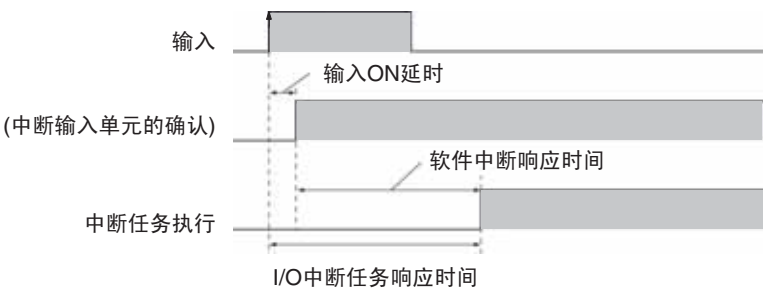 输入
输入ON延时
(中断输入单元的确认)
软件中断响应时间
中断任务执行
I/O中断任务响应时间